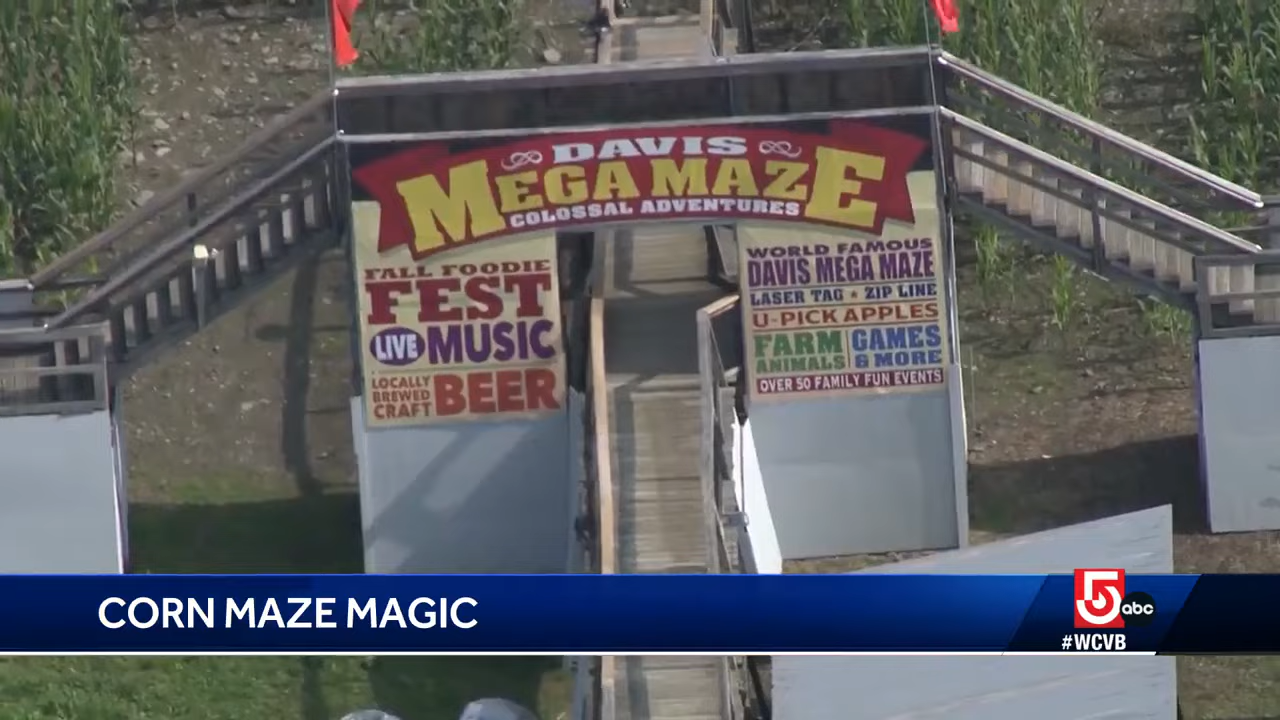 DAVIS
MEGA MAZE
COLOSSAL ADVENTURES
FALL FOODIE
FEST
LIVE MUSIC
LOCALLY
BREWED
CRAFT
BEER
WORLD FAMOUS
DAVIS MEGA MAZE
LASER TAG ★ ZIP LINE
U-PICK APPLES
FARM
ANIMALS
GAMES
& MORE
OVER 50 FAMILY FUN EVENTS
CORN MAZE MAGIC
5
abc
#WCVB